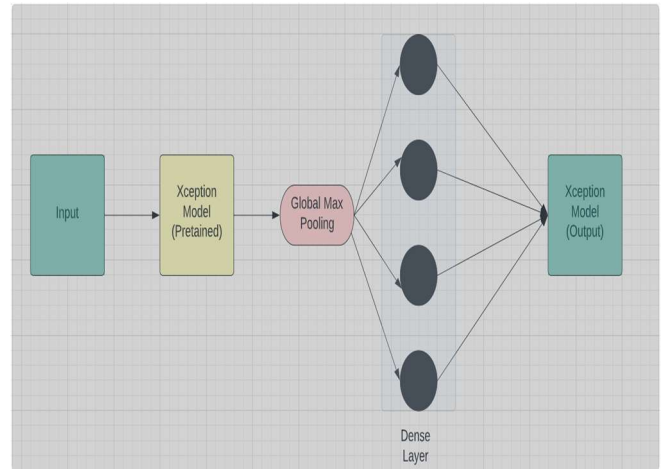 Input
Xception
Model
(Pretained)
Global Max
Pooling
Xception
Model
(Output)
Dense
Layer